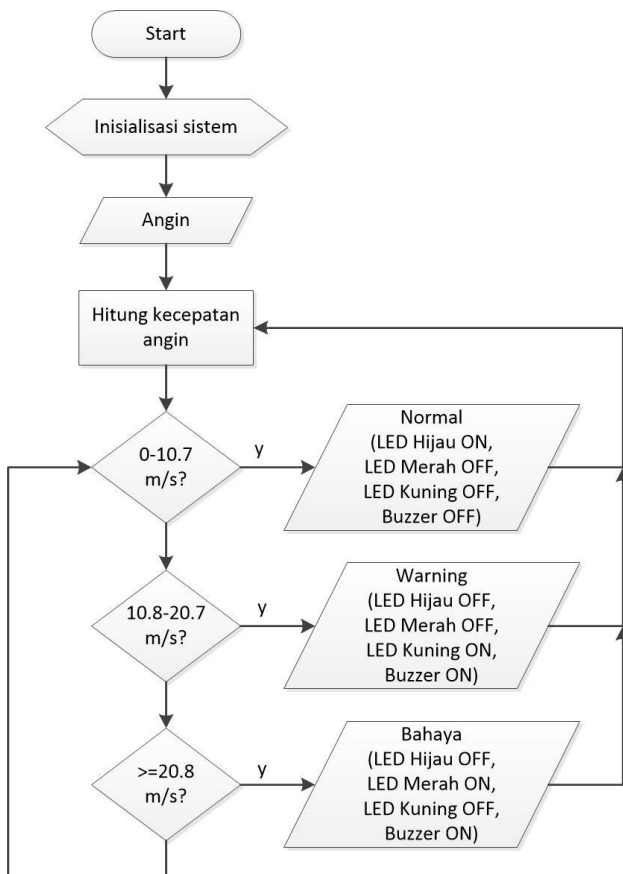 Start
Inisialisasi sistem
Angin
Hitung kecepatan
angin
0-10.7
m/s?
y
Normal
(LED Hijau ON,
LED Merah OFF,
LED Kuning OFF,
Buzzer OFF)
10.8-20.7
m/s?
y
Warning
(LED Hijau OFF,
LED Merah OFF,
LED Kuning ON,
Buzzer ON)
>=20.8
m/s?
y
Bahaya
(LED Hijau OFF,
LED Merah ON,
LED Kuning OFF,
Buzzer ON)